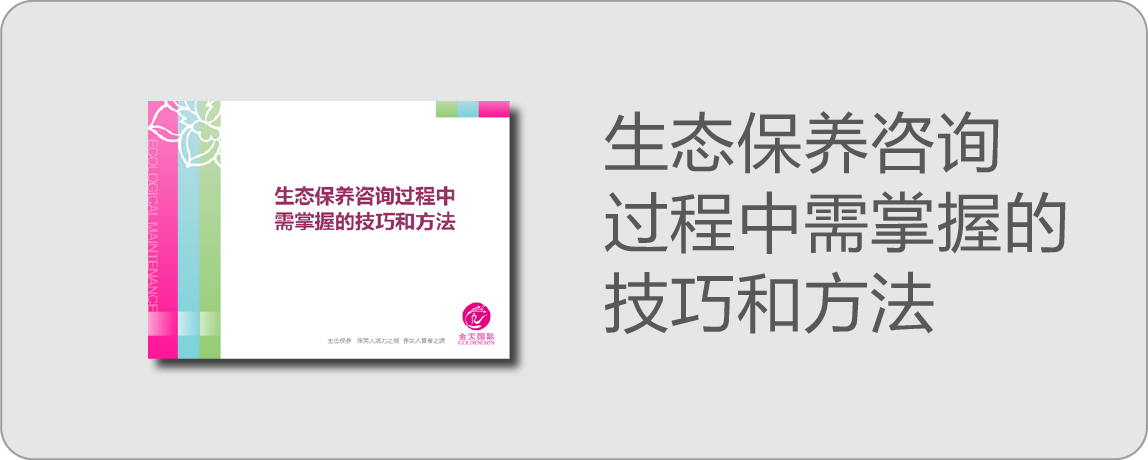 ECOLOGICAL MAINTENANCE
生态保养咨询过程中
需掌握的技巧和方法
金天国际
GOLDENDAYS
生态保养 保男人活力之根 养女人青春之源
生态保养咨询
过程中需掌握的
技巧和方法